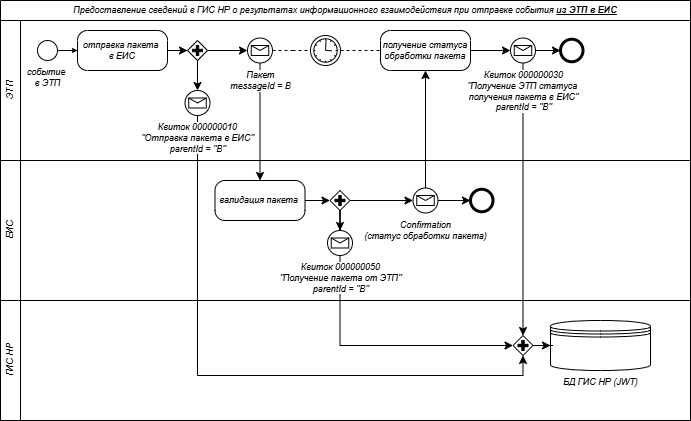 Предоставление сведений в ГИС НР о результатах информационного взаимодействия при отправке события из ЭТП в ЕИС
ЭТП
событие
в ЭТП
отправка пакета
в ЕИС
Квиток 000000010
"Отправка пакета в ЕИС"
parentId = "B"
Пакет
messageId = B
получение статуса
обработки пакета
Квиток 000000030
"Получение ЭТП статуса
получения пакета в ЕИС"
parentId = "B"
ЕИС
валидация пакета
Квиток 000000050
"Получение пакета от ЭТП"
parentId = "B"
Confirmation
(статус обработки пакета)
ГИС НР
БД ГИС НР (JWT)